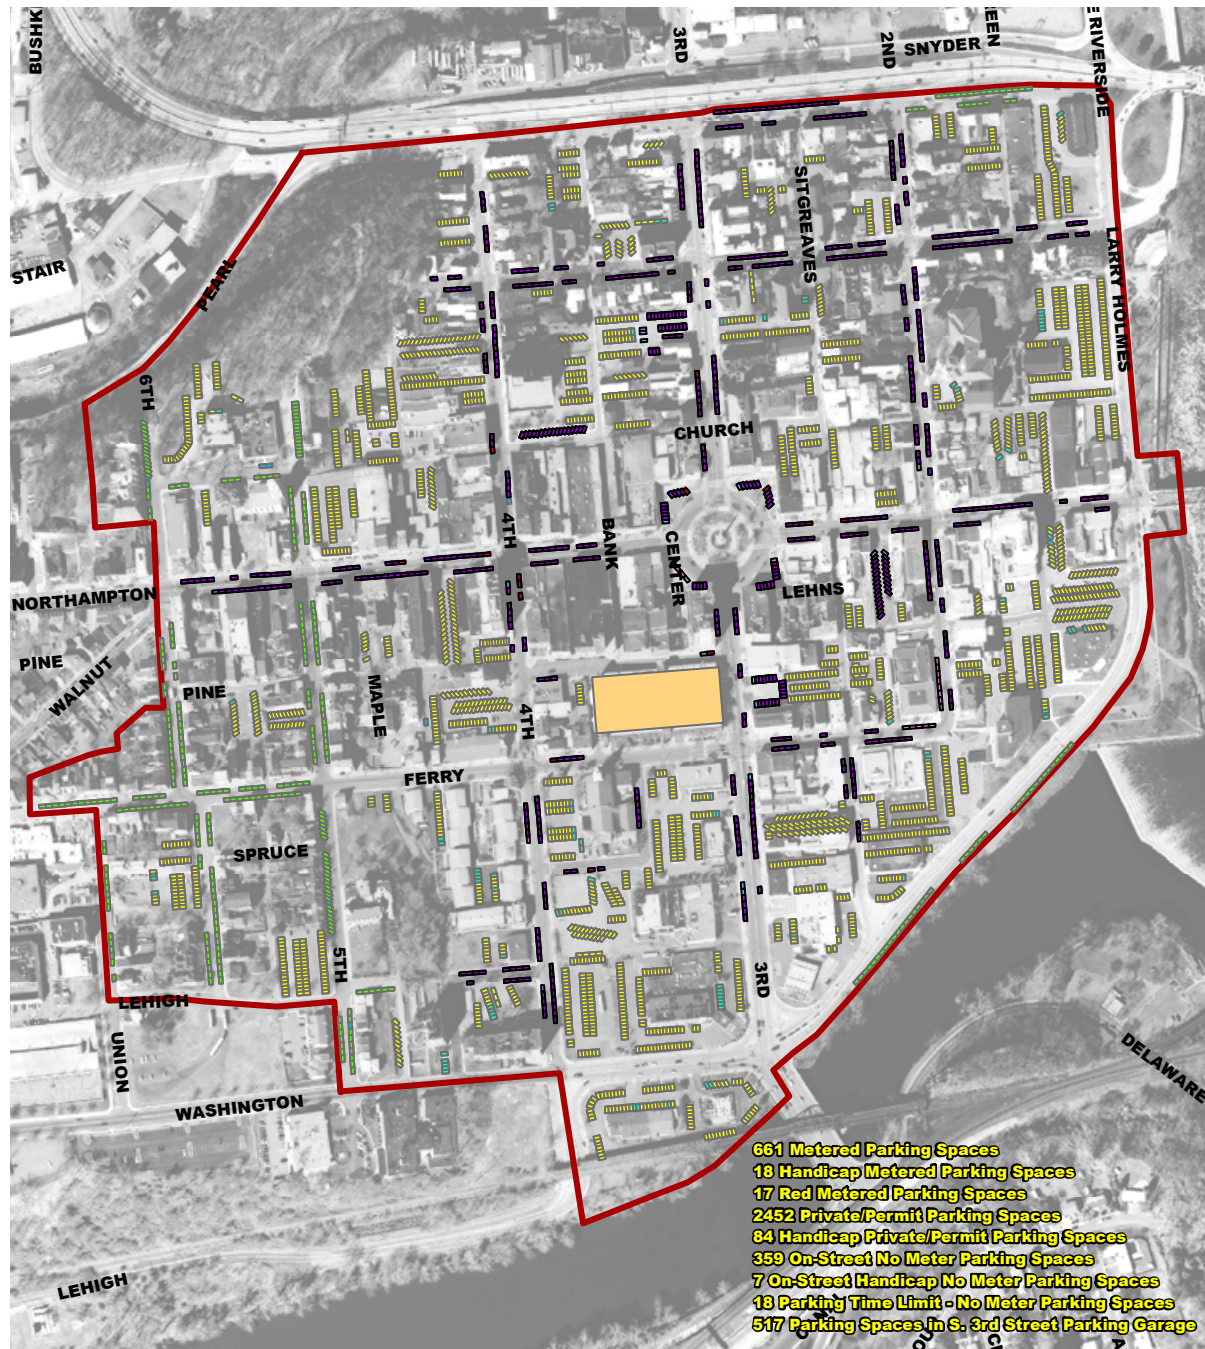 BUSHK
3RD
2ND
EEN
RIVERSIDE
SNYDER
SITGREAVES
STAIR
PEARL
LARRY HOLMES
6TH
CHURCH
4TH
BANK
CENTER
LEHNS
NORTHAMPTON
PINE
WALNUT
PINE
MAPLE
4TH
FERRY
SPRUCE
5TH
3RD
LEHIGH
UNION
WASHINGTON
DELAWARE
LEHIGH
661 Metered Parking Spaces
18 Handicap Metered Parking Spaces
17 Red Metered Parking Spaces
2452 Private/Permit Parking Spaces
84 Handicap Private/Permit Parking Spaces
359 On-Street No Meter Parking Spaces
7 On-Street Handicap No Meter Parking Spaces
18 Parking Time Limit - No Meter Parking Spaces
517 Parking Spaces in S. 3rd Street Parking Garage